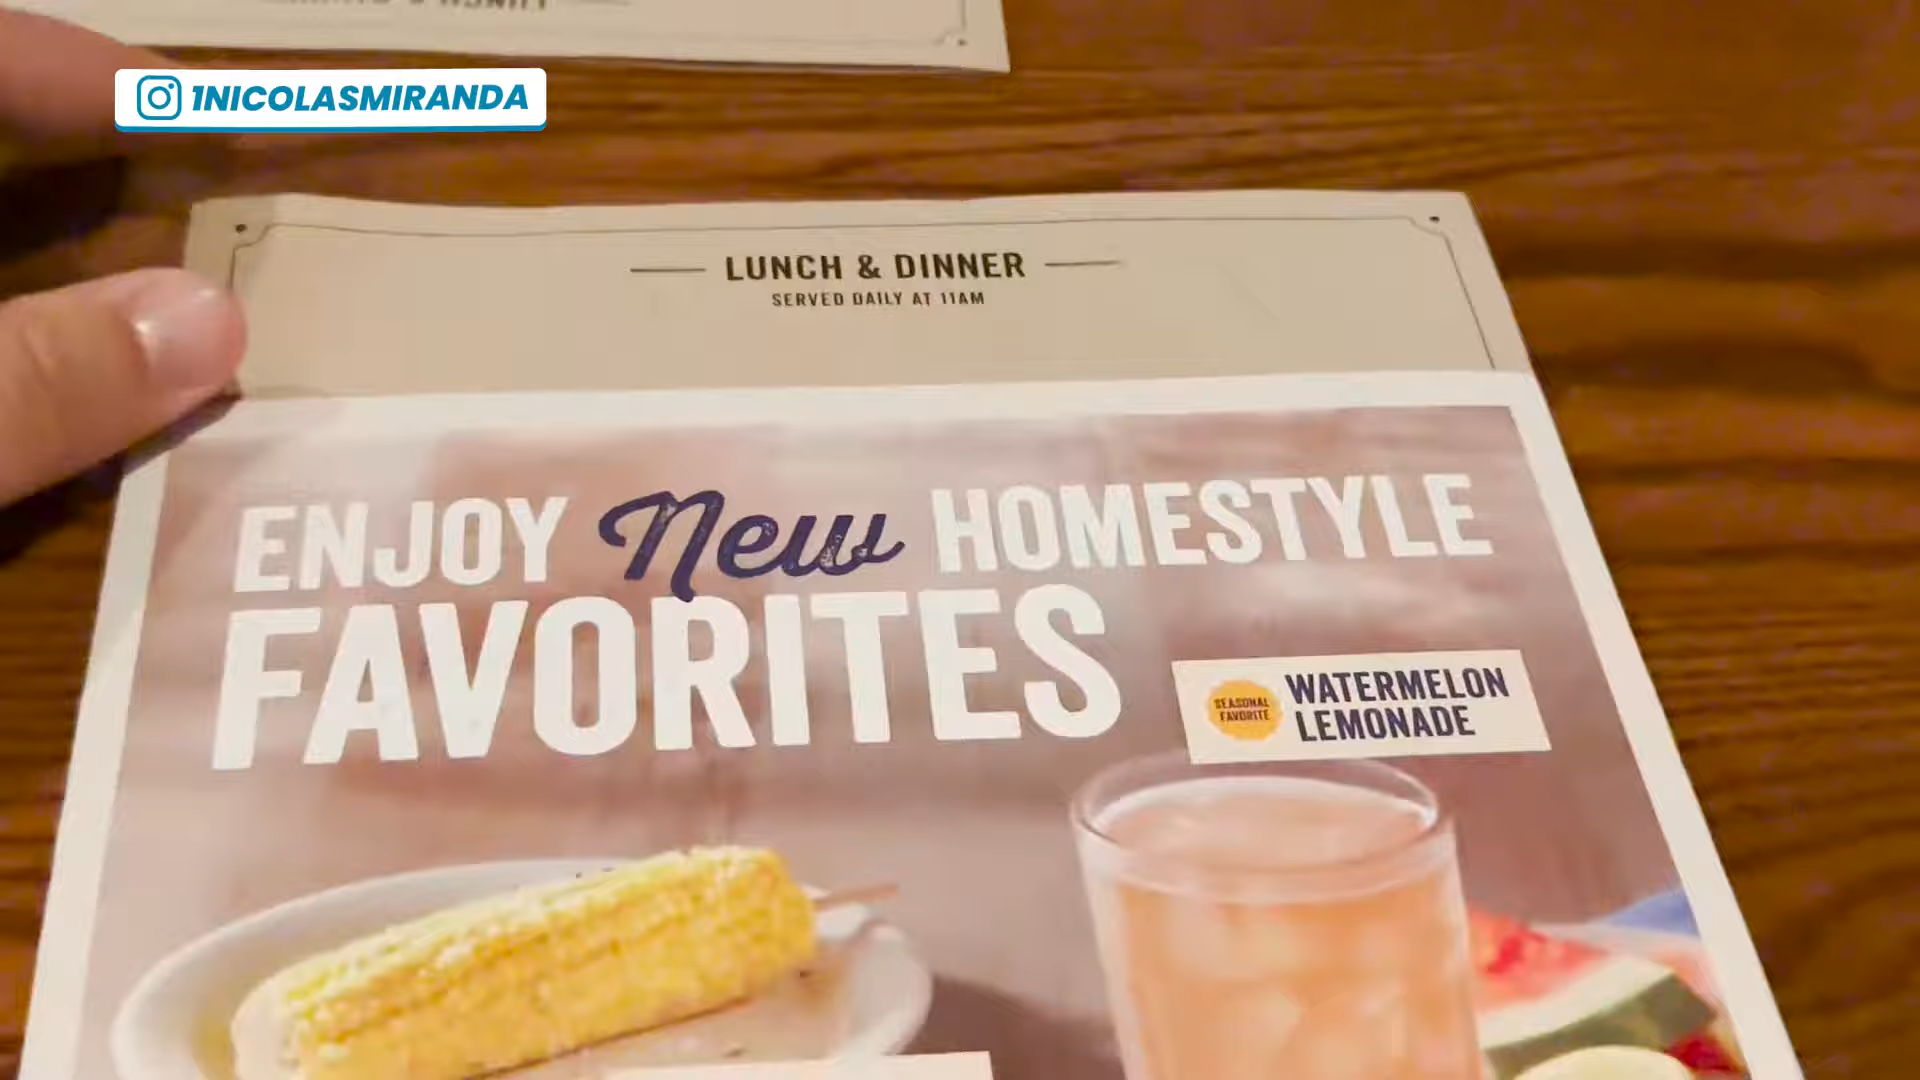 1NICOLASMIRANDA
LUNCH & DINNER
SERVED DAILY AT 11AM
ENJOY New HOMESTYLE
FAVORITES
SEASONAL
FAVORITE
WATERMELON
LEMONADE